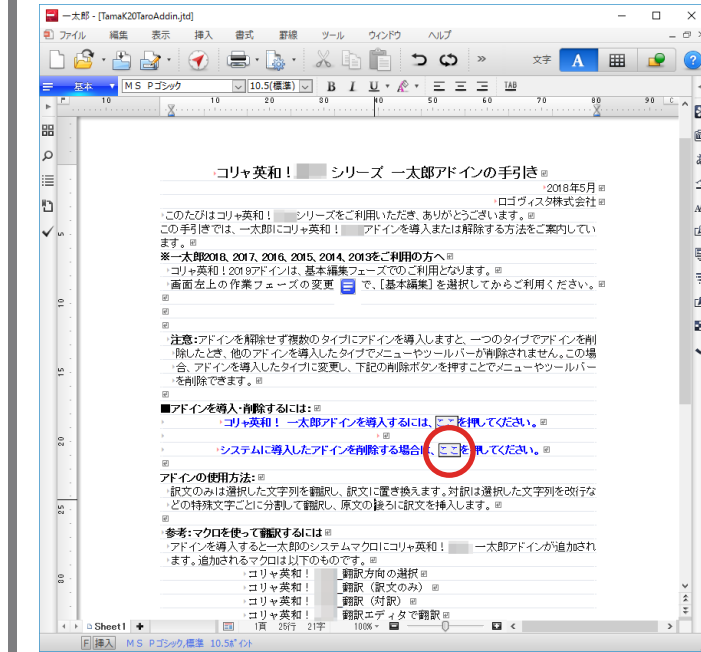 一太郎 - [TamaK20TaroAddin.jtd]
ファイル 編集 表示 挿入 書式 罫線 ツール ウィンドウ ヘルプ
文字 A
基本 MS Pゴシック 10.5(標準) B I U TAB
10 10 20 30 40 50 60 70 80 90
コリャ英和! シリーズ 一太郎アドインの手引き
2018年5月
ロゴヴィスタ株式会社
このたびはコリャ英和! シリーズをご利用いただき、ありがとうございます。
この手引きでは、一太郎にコリャ英和! アドインを導入または解除する方法をご案内してい
ます。
※一太郎2018, 2017, 2016, 2015, 2014, 2013をご利用の方へ
コリャ英和!2019アドインは、基本編集フェーズでのご利用となります。
画面左上の作業フェーズの変更 で、[基本編集]を選択してからご利用ください。
注意:アドインを解除せず複数のタイプにアドインを導入しますと、一つのタイプでアドインを削
除したとき、他のアドインを導入したタイプでメニューやツールバーが削除されません。この場
合、アドインを導入したタイプに変更し、下記の削除ボタンを押すことでメニューやツールバー
を削除できます。
■アドインを導入・削除するには:
コリャ英和! 一太郎アドインを導入するには、ここを押してください。
システムに導入したアドインを削除する場合は、ここを押してください。
アドインの使用方法:
訳文のみは選択した文字列を翻訳し、訳文に置き換えます。対訳は選択した文字列を改行な
どの特殊文字ごとに分割して翻訳し、原文の後ろに訳文を挿入します。
参考:マクロを使って翻訳するには
アドインを導入すると一太郎のシステムマクロにコリャ英和! 一太郎アドインが追加され
ます。追加されるマクロは以下のものです。
コリャ英和! _翻訳方向の選択
コリャ英和! _翻訳(訳文のみ)
コリャ英和! _翻訳(対訳)
コリャ英和! 翻訳エディタで翻訳
Sheet1 1頁 25行 21字 100%
挿入 MS Pゴシック,標準 10.5ポイント